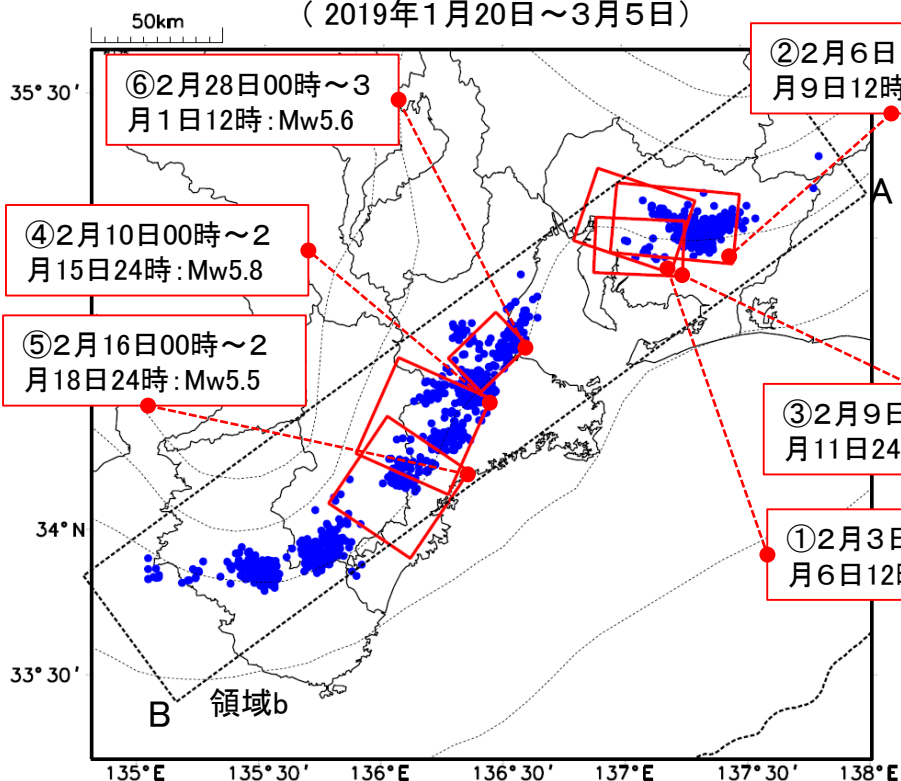 (2019年1月20日～3月5日)
50km
35°30′
⑥2月28日00時～3
月1日12時:Mw5.6
②2月6日
月9日12時
A
④2月10日00時～2
月15日24時:Mw5.8
⑤2月16日00時～2
月18日24時:Mw5.5
③2月9日
月11日24
34°N
①2月3日
月6日12時
33°30′
B
領域b
135°E
135°30′
136°E
136°30′
137°E
137°30′
138°E